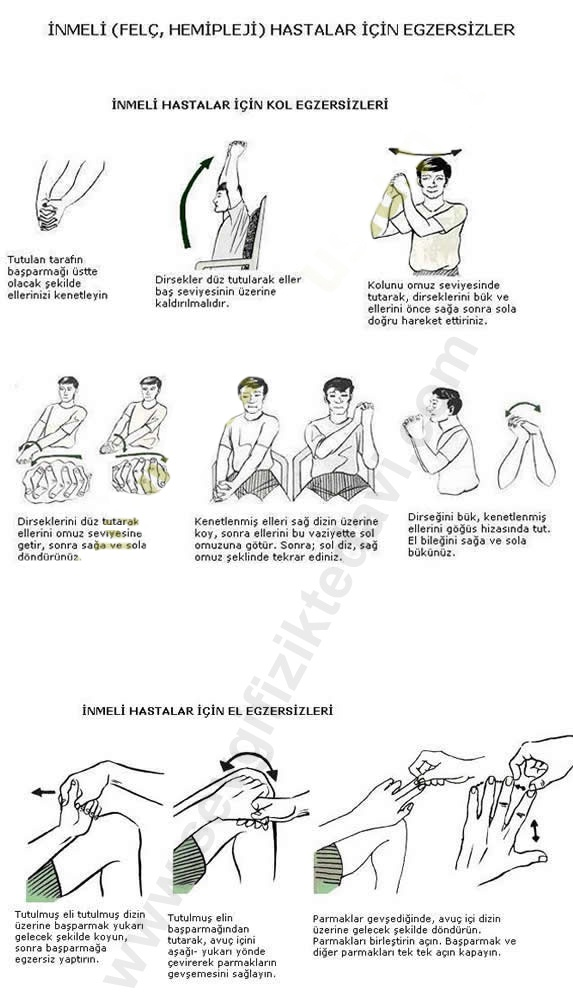 İNMELİ (FELÇ, HEMİPLEJİ) HASTALAR İÇİN EGZERSİZLER
İNMELİ HASTALAR İÇİN KOL EGZERSİZLERİ
Tutulan tarafın
başparmağı üstte
olacak şekilde
ellerinizi kenetleyin
Dirsekler düz tutularak eller
baş seviyesinin üzerine
kaldırılmalıdır.
Kolunu omuz seviyesinde
tutarak, dirseklerini bük ve
ellerini önce sağa sonra sola
doğru hareket ettiriniz.
Dirseklerini düz tutarak
ellerini omuz seviyesine
getir, sonra sağa ve sola
döndürünüz.
Kenetlenmiş elleri sağ dizin üzerine
koy, sonra ellerini bu vaziyette sol
omuzuna götür. Sonra; sol diz, sağ
omuz şeklinde tekrar ediniz.
Dirseğini bük, kenetlenmiş
ellerini göğüs hizasında tut.
El bileğini sağa ve sola
bükünüz.
İNMELİ HASTALAR İÇİN EL EGZERSİZLERİ
Tutulmuş eli tutulmuş dizin
üzerine başparmak yukarı
gelecek şekilde koyun,
sonra başparmağa
egzersiz yaptırın.
Tutulmuş elin
başparmağından
tutarak, avuç içini
aşağı- yukarı yönde
çevirerek parmakların
gevşemesini sağlayın.
Parmaklar gevşediğinde, avuç içi dizin
üzerine gelecek şekilde döndürün.
Parmakları birleştirin açın. Başparmak ve
diğer parmakları tek tek açın kapayın.
www.sevgifiziktedavi.com